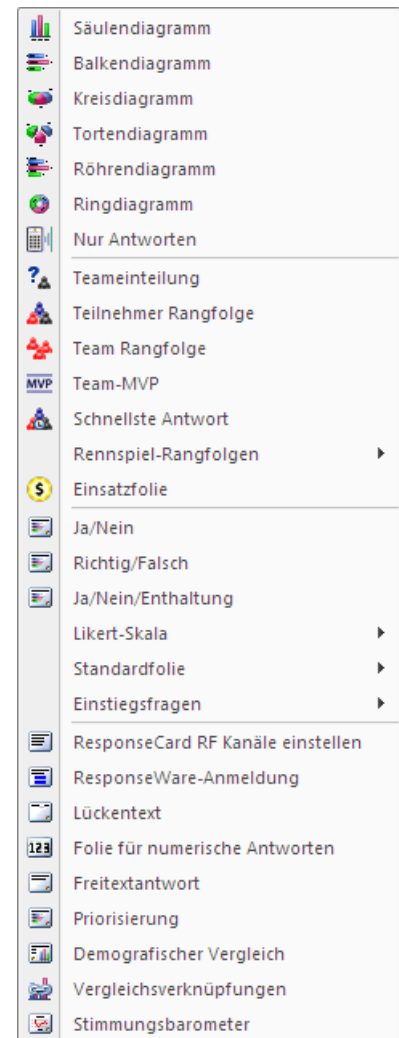 Säulendiagramm
Balkendiagramm
Kreisdiagramm
Tortendiagramm
Röhrendiagramm
Ringdiagramm
Nur Antworten
?
Teameinteilung
Teilnehmer Rangfolge
Team Rangfolge
MVP Team-MVP
Schnellste Antwort
Rennspiel-Rangfolgen
$ Einsatzfolie
Ja/Nein
Richtig/Falsch
Ja/Nein/Enthaltung
Likert-Skala
Standardfolie
Einstiegsfragen
ResponseCard RF Kanäle einstellen
ResponseWare-Anmeldung
Lückentext
123 Folie für numerische Antworten
Freitextantwort
Priorisierung
Demografischer Vergleich
Vergleichsverknüpfungen
Stimmungsbarometer